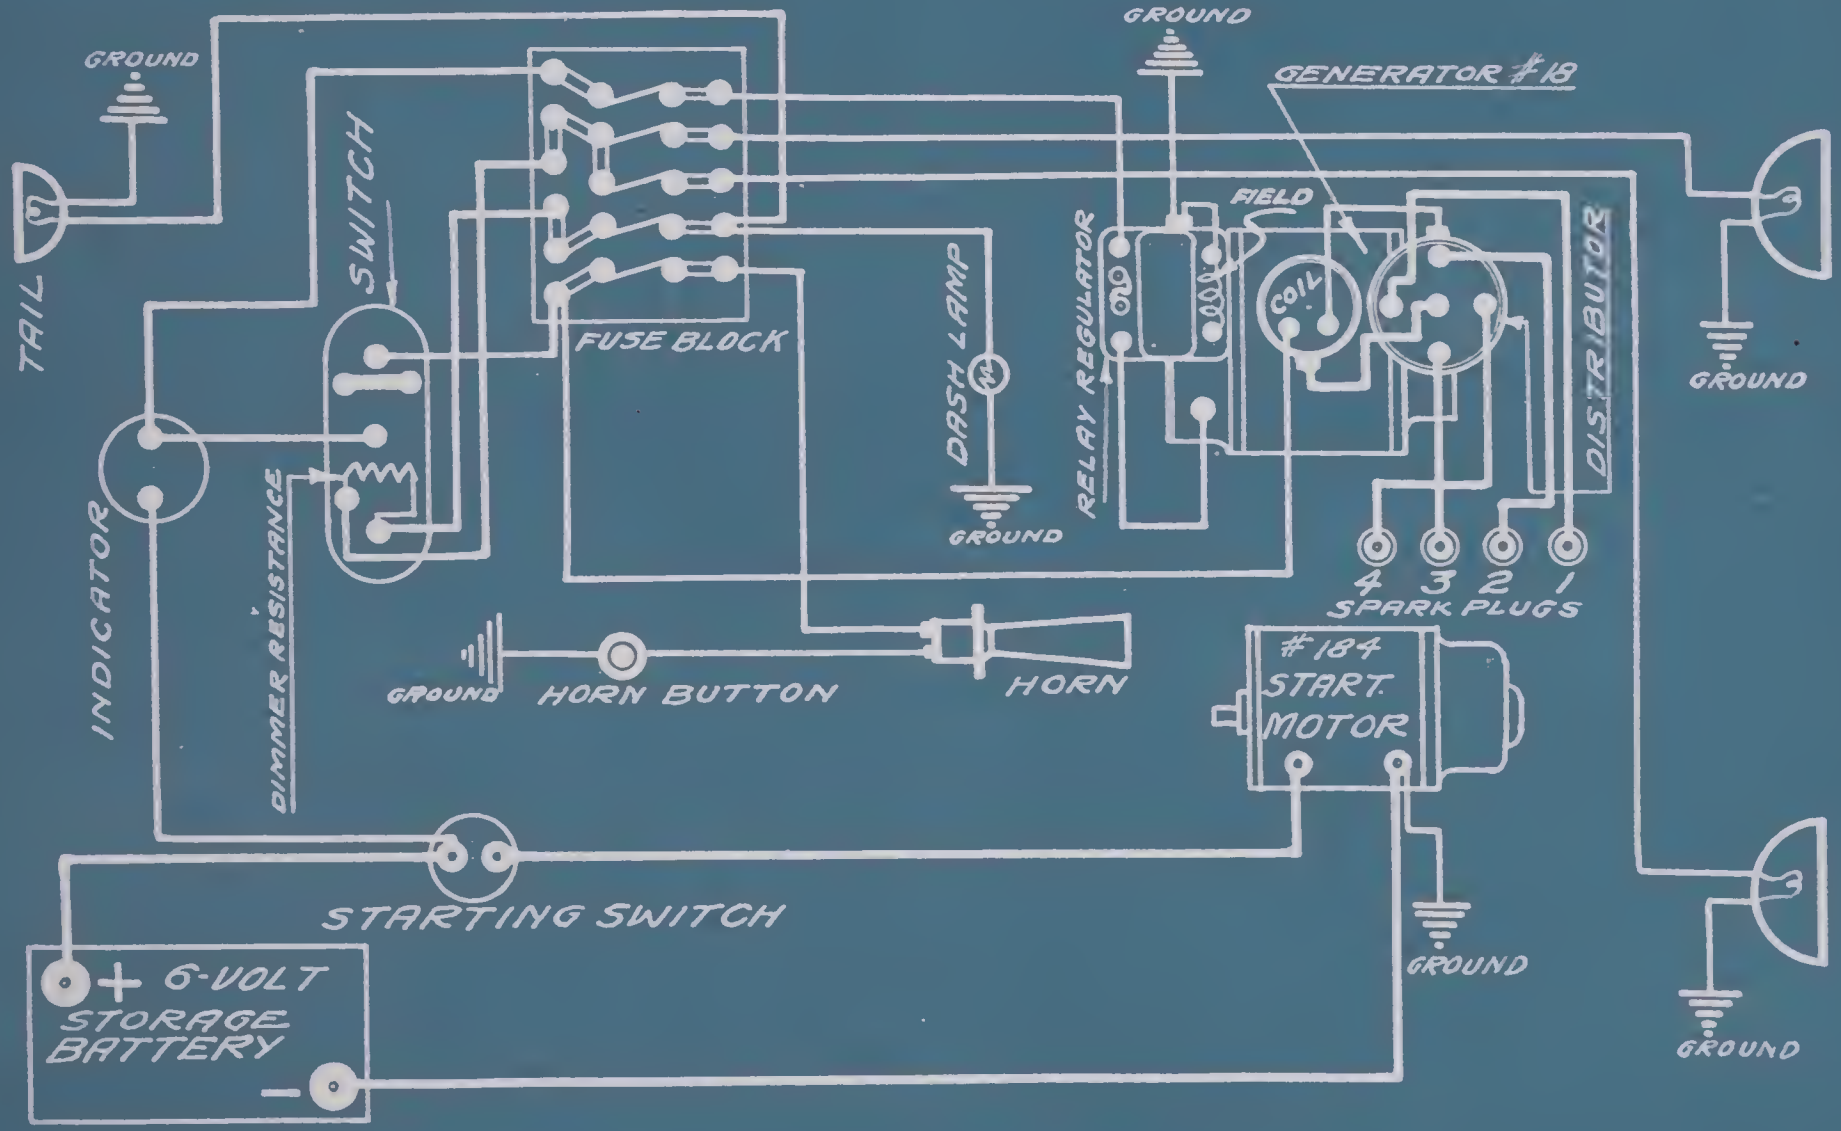 GROUND
GROUND
GENERATOR #18
SWITCH
FIELD
TAIL
FUSE BLOCK
DASH LAMP
RELAY REGULATOR
COIL
DISTRIBUTOR
GROUND
INDICATOR
DIMMER RESISTANCE
GROUND
4 3 2 1
SPARK PLUGS
GROUND
HORN BUTTON
HORN
#184
START.
MOTOR
STARTING SWITCH
GROUND
+ 6-VOLT
STORAGE
BATTERY
-
GROUND